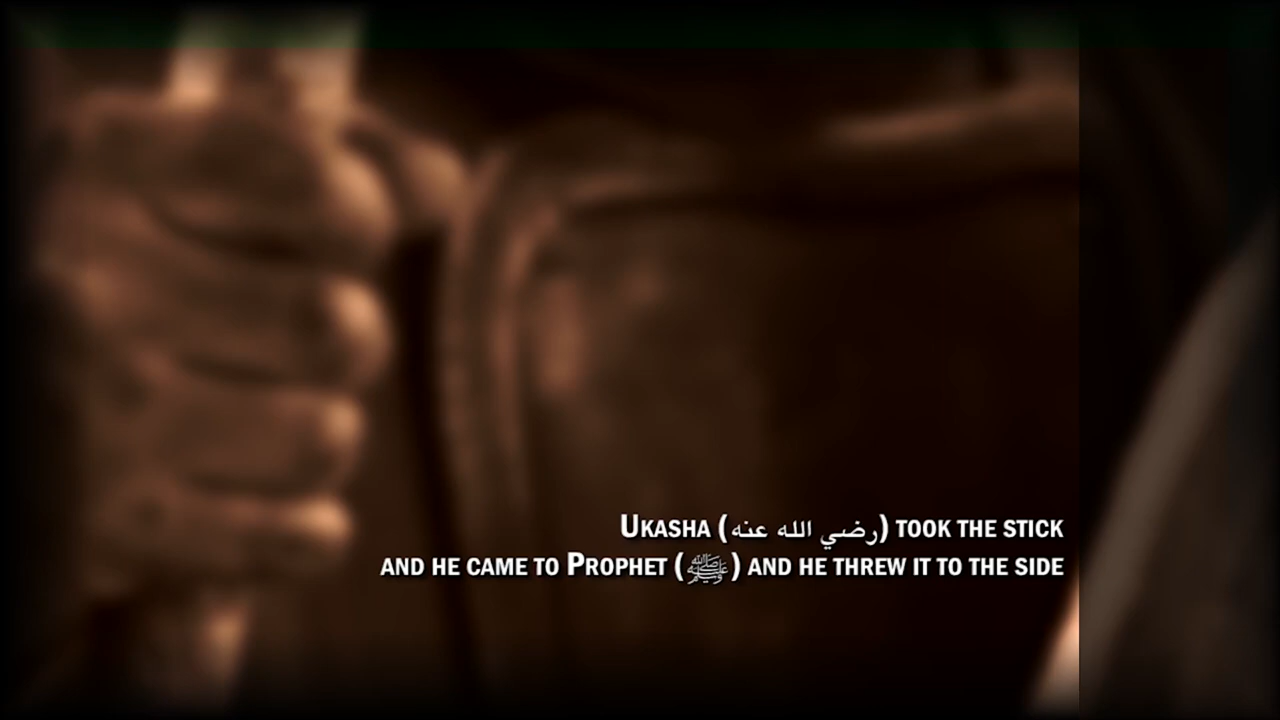 UKASHA (رضي الله عنه) TOOK THE STICK
AND HE CAME TO PROPHET (ﷺ) AND HE THREW IT TO THE SIDE